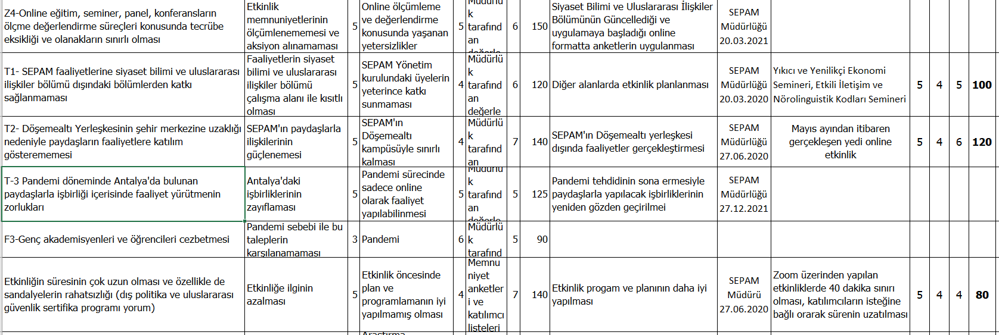 Z4-Online eğitim, seminer, panel, konferansların
ölçme değerlendirme süreçleri konusunda tecrübe
eksikliği ve olanakların sınırlı olması
Etkinlik
memnuniyetlerinin
ölçümlenememesi ve
aksiyon alınamaması
5
Online ölçümleme
ve değerlendirme
konusunda yaşanan
yetersizlikler
5
Müdürlü
k
tarafınd
an
değerle
6
150
Siyaset Bilimi ve Uluslararası İlişkiler
Bölümünün Güncellediği ve
uygulamaya başladığı online
formatta anketlerin uygulanması
SEPAM
Müdürlüğü
20.03.2021
T1- SEPAM faaliyetlerine siyaset bilimi ve uluslararası
ilişkiler bölümü dışındaki bölümlerden katkı
sağlanmaması
Faaliyetlerin siyaset
bilimi ve uluslararası
ilişkiler bölümü
çalışma alanı ile kısıtlı
olması
5
SEPAM Yönetim
kurulundaki üyelerin
yeterince katkı
sunmaması
4
Müdürlü
k
tarafınd
an
değerle
6
120
Diğer alanlarda etkinlik planlanması
SEPAM
Müdürlüğü
20.03.2020
Yıkıcı ve Yenilikçi Ekonomi
Semineri, Etkili İletişim ve
Nörolinguistik Kodları Semineri
5
4
5
100
T2- Döşemealtı Yerleşkesinin şehir merkezine uzaklığı
nedeniyle paydaşların faaliyetlere katılım
gösterememesi
SEPAM'ın paydaşlarla
ilişkilerinin
güçlenemesi
5
SEPAM'ın
Döşemealtı
kampüsüyle sınırlı
kalması
4
Müdürlü
k
tarafınd
an
7
140
SEPAM'ın Döşemealtı yerleşkesi
dışında faaliyetler gerçekleştirmesi
SEPAM
Müdürlüğü
27.06.2020
Mayıs ayından itibaren
gerçekleşen yedi online
etkinlik
5
4
6
120
T-3 Pandemi döneminde Antalya'da bulunan
paydaşlarla işbirliği içerisinde faaliyet yürütmenin
zorlukları
Antalya'daki
işbirliklerinin
zayıflaması
5
Pandemi sürecinde
sadece online
olarak faaliyet
yapılabilinmesi
5
Müdürlü
k
tarafınd
an
değerle
5
125
Pandemi tehdidinin sona ermesiyle
paydaşlarla yapılacak işbirliklerinin
yeniden gözden geçirilmei
SEPAM
Müdürlüğü
27.12.2021
F3-Genç akademisyenleri ve öğrencileri cezbetmesi
Pandemi sebebi ile bu
taleplerin
karşılanamaması
3
Pandemi
6
Müdürlü
k
tarafınd
5
90
Etkinliğin süresinin çok uzun olması ve özellikle de
sandalyelerin rahatsızlığı (dış politika ve uluslararası
güvenlik sertifika programı yorum)
Etkinliğe ilginin
azalması
5
Etkinlik öncesinde
plan ve
programlamanın iyi
yapılmamış olması
4
Memnu
niyet
anketler
i ve
katılımcı
listeleri
7
140
Etkinlik progam ve planının daha iyi
yapılması
SEPAM
Müdürü
27.06.2020
Zoom üzerinden yapılan
etkinliklerde 40 dakika sınırı
olması, katılımcıların isteğine
bağlı orarak sürenin uzatılması
5
4
4
80
Araştırma